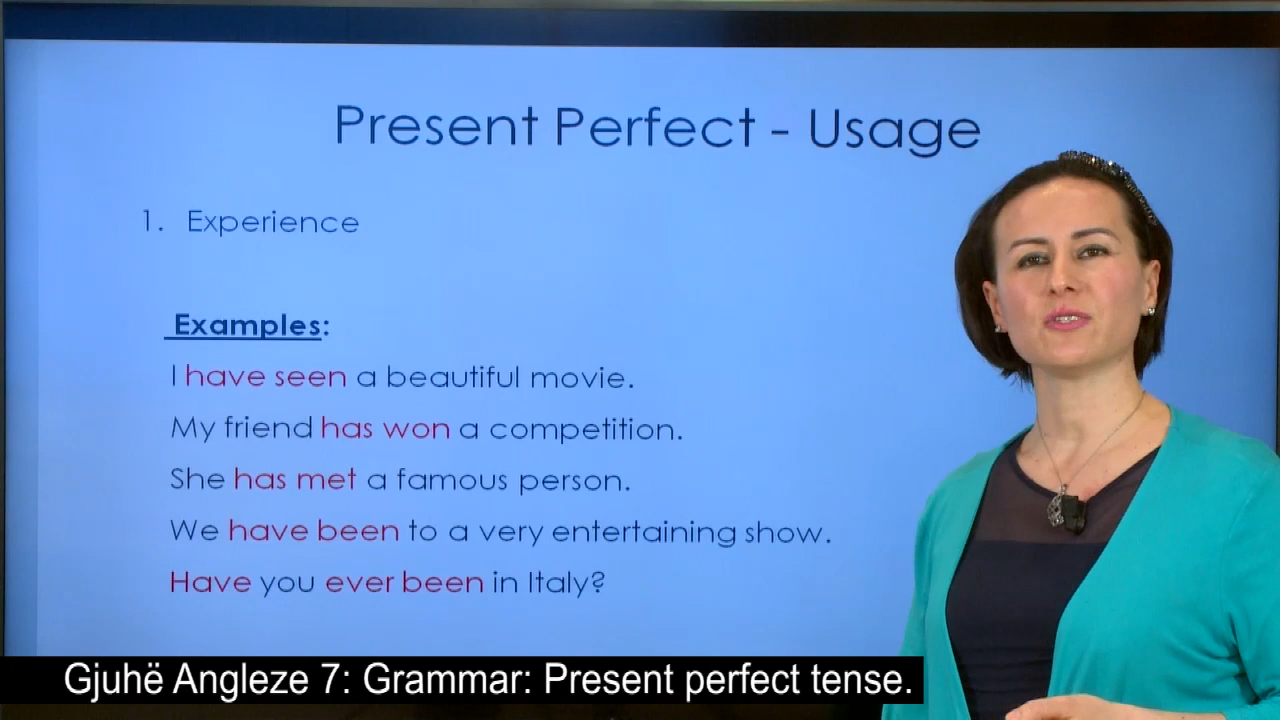 Present Perfect - Usage
1. Experience
Examples:
I have seen a beautiful movie.
My friend has won a competition.
She has met a famous person.
We have been to a very entertaining show.
Have you ever been in Italy?
Gjuhë Angleze 7: Grammar: Present perfect tense.